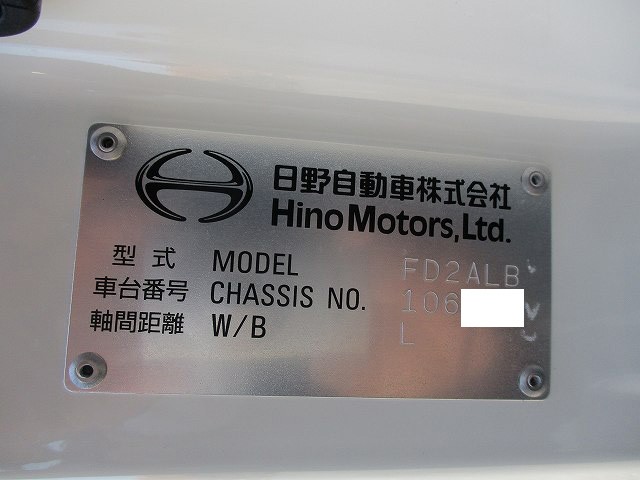 日野自動車株式会社
Hino Motors, Ltd.
型式 MODEL FD2ALB
車台番号 CHASSIS NO. 106
軸間距離 W/B L